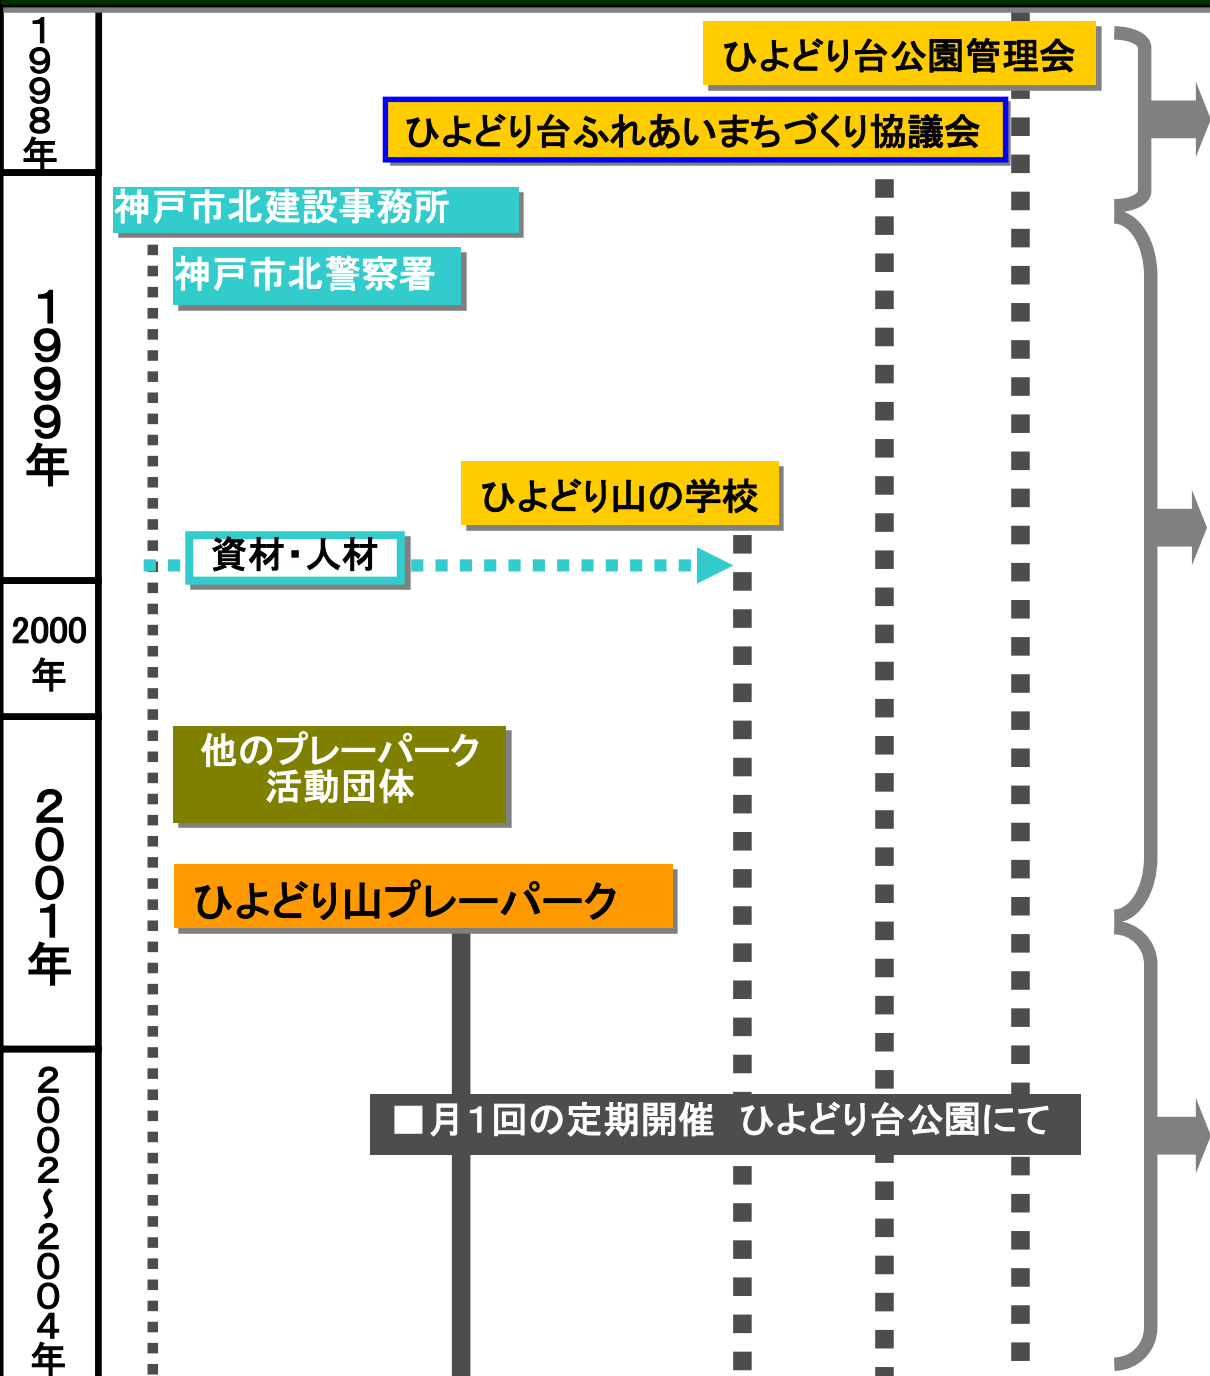 1998年
ひよどり台公園管理会
ひよどり台ふれあいまちづくり協議会
1999年
神戸市北建設事務所
神戸市北警察署
ひよどり山の学校
資材・人材
2000
年
2001年
他のプレーパーク
活動団体
ひよどり山プレーパーク
2002~2004年
■月1回の定期開催　ひよどり台公園にて